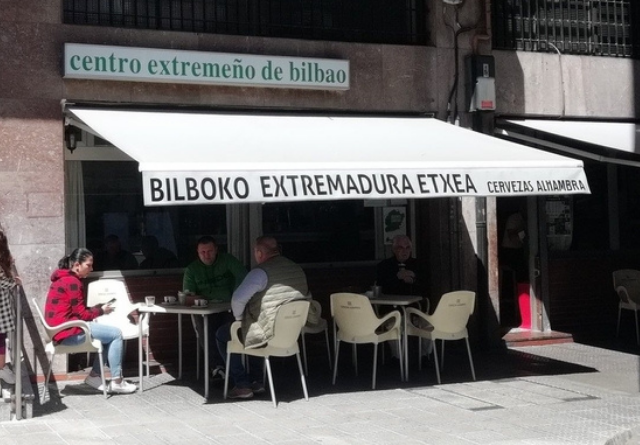 centro extremeño de bilbao
BILBOKO EXTREMADURA ETXEA CERVEZAS ALHAMBRA